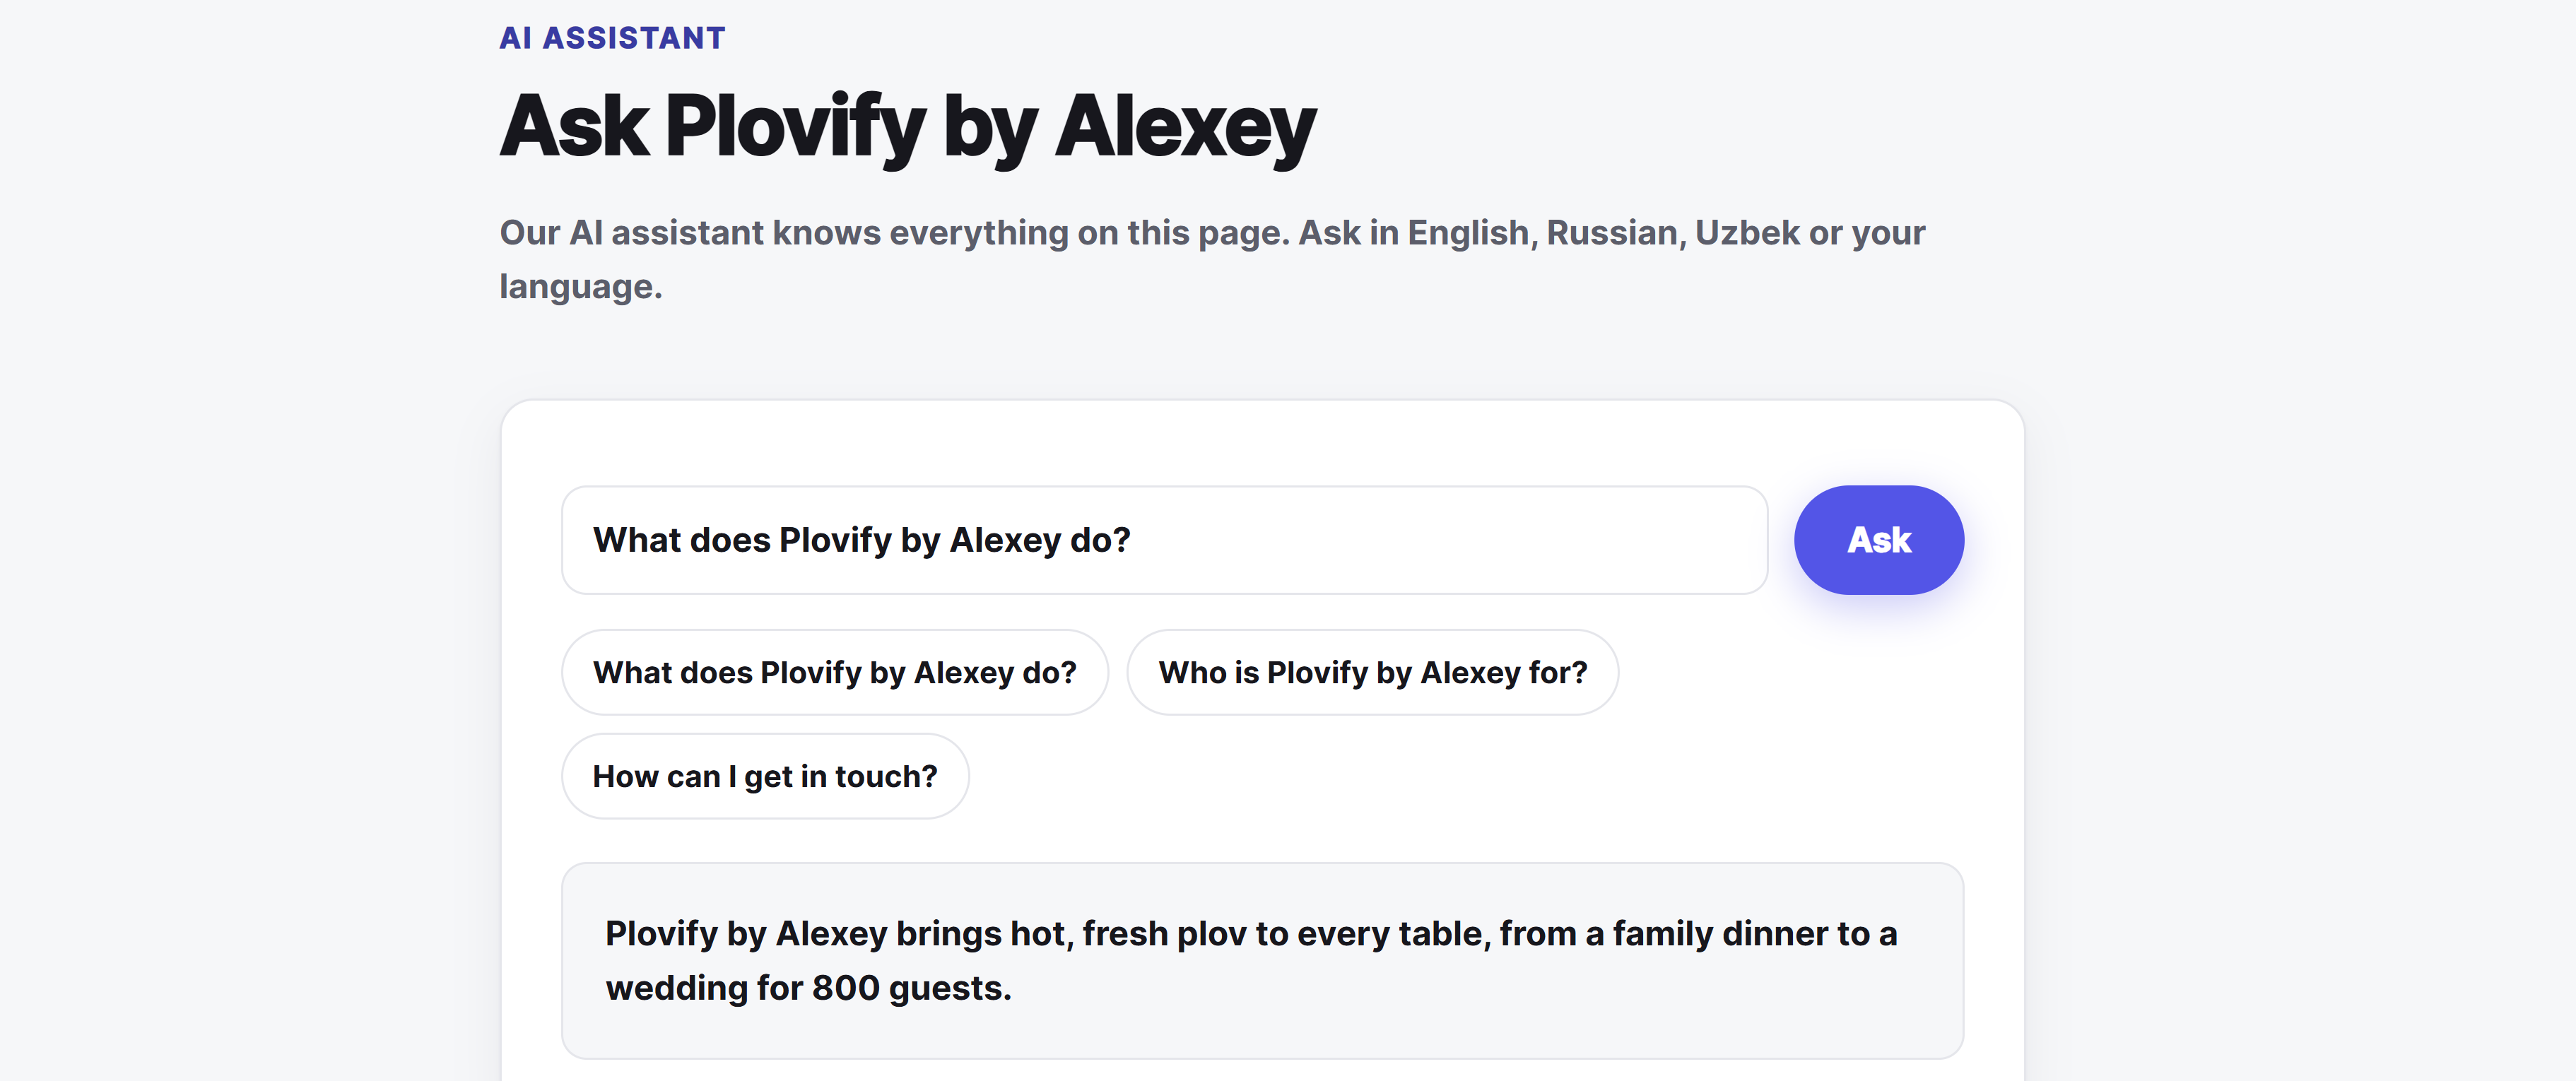 AI ASSISTANT
Ask Plovify by Alexey
Our AI assistant knows everything on this page. Ask in English, Russian, Uzbek or your
language.
What does Plovify by Alexey do?
Ask
What does Plovify by Alexey do?
Who is Plovify by Alexey for?
How can I get in touch?
Plovify by Alexey brings hot, fresh plov to every table, from a family dinner to a
wedding for 800 guests.